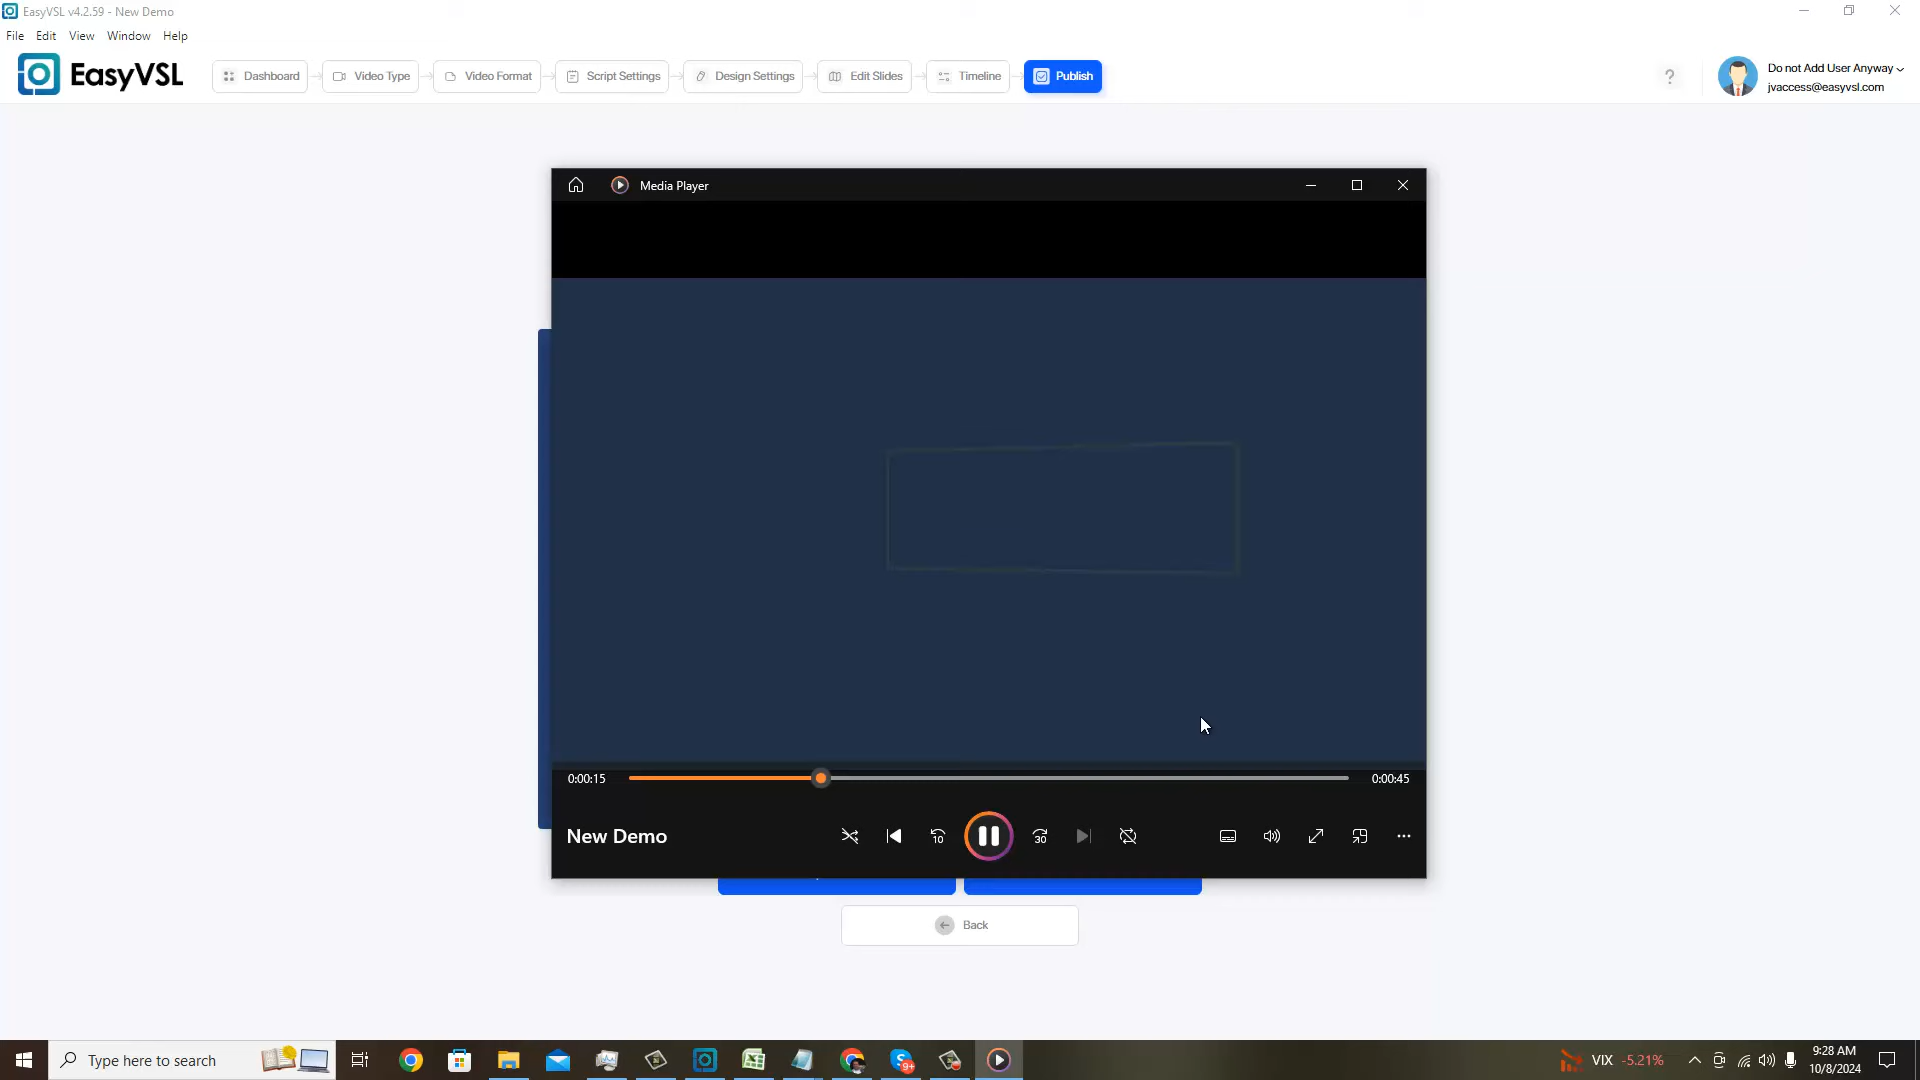 EasyVSL v4.2.59 - New Demo
File Edit View Window Help
EasyVSL
Dashboard
Video Type
Video Format
Script Settings
Design Settings
Edit Slides
Timeline
Publish
?
Do not Add User Anyway
jvaccess@easyvsl.com
Media Player
0:00:15
0:00:45
New Demo
10
30
Back
Type here to search
9+
VIX -5.21%
9:28 AM
10/8/2024